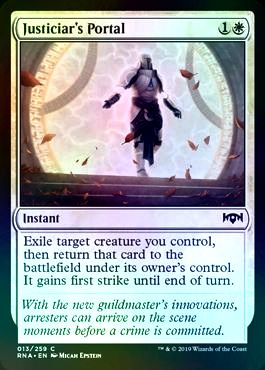 Justiciar's Portal 1
Instant
Exile target creature you control,
then return that card to the
battlefield under its owner's control.
It gains first strike until end of turn.
With the new guildmaster's innovations,
arresters can arrive on the scene
moments before a crime is committed.
013/259 C
RNA • EN Micah Epstein
™ & © 2019 Wizards of the Coast